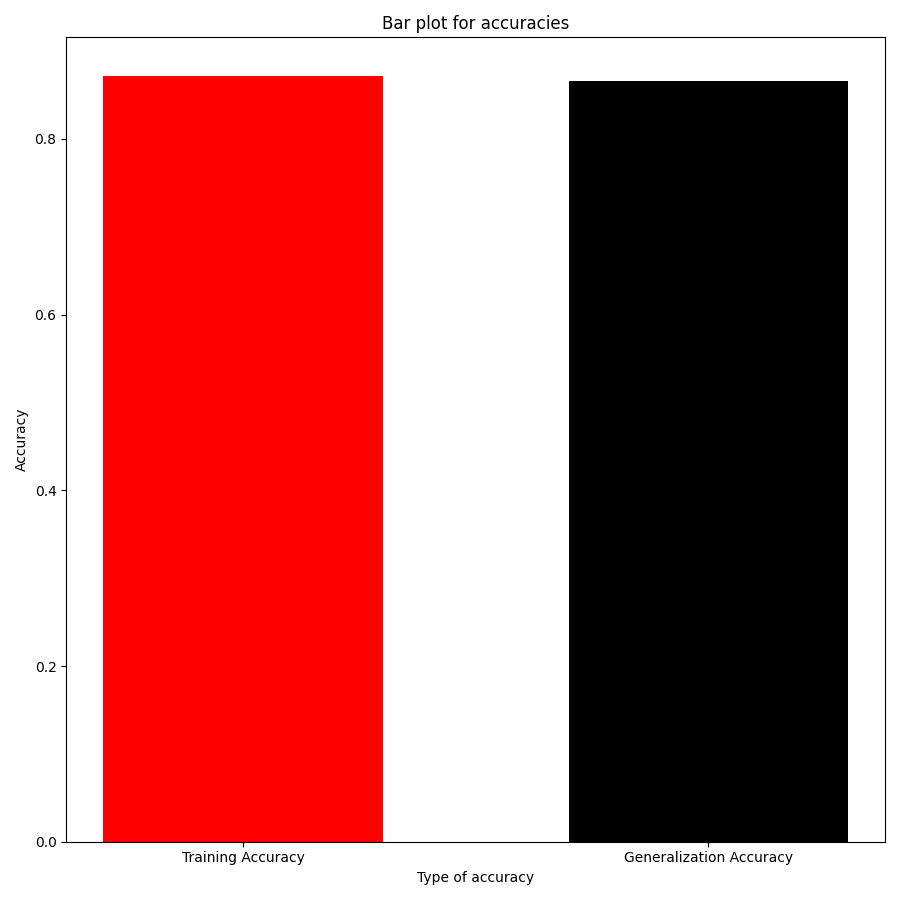 Bar plot for accuracies
0.8
0.6
0.4
0.2
0.0
Accuracy
Training Accuracy
Generalization Accuracy
Type of accuracy